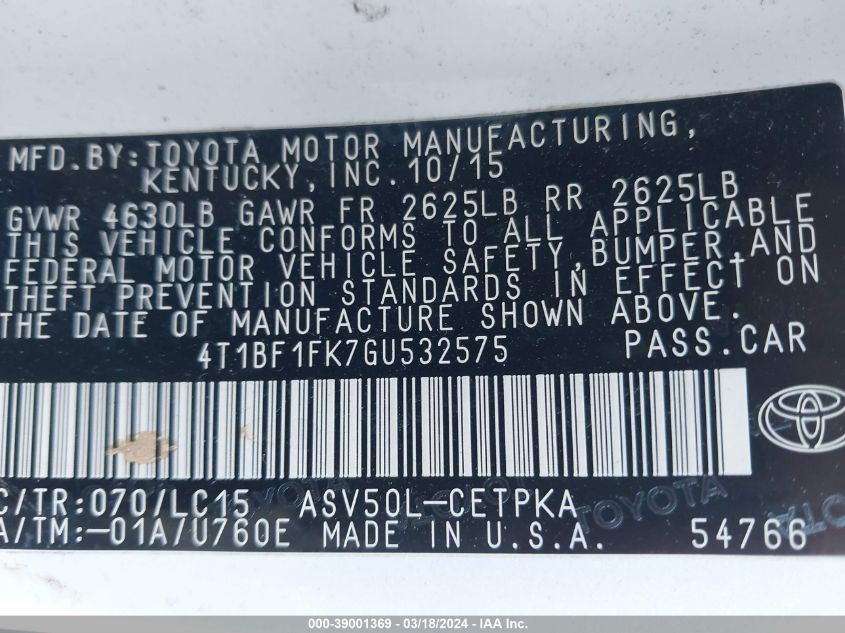 MFD. BY: TOYOTA MOTOR MANUFACTURING,
KENTUCKY, INC. 10/15
GVWR 4630LB GAWR FR 2625LB RR 2625LB
THIS VEHICLE CONFORMS TO ALL APPLICABLE
FEDERAL MOTOR VEHICLE SAFETY, BUMPER, AND
THEFT PREVENTION STANDARDS IN EFFECT ON
THE DATE OF MANUFACTURE SHOWN ABOVE.
4T1BF1FK7GU532575 PASS. CAR
C/TR: 070/LC15 ASV50L-CETPKA
A/TM:-01A/U760E MADE IN U.S.A. 54766
TOYOTA
000-39001369 - 03/18/2024 - IAA Inc.